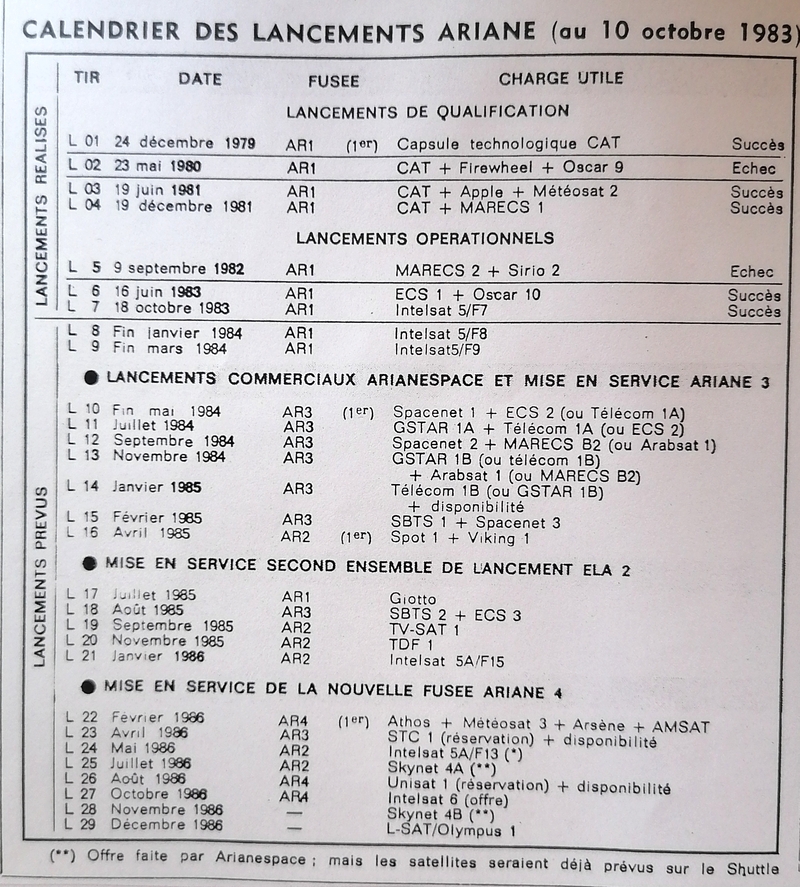 CALENDRIER DES LANCEMENTS ARIANE (au 10 octobre 1983)
TIR DATE FUSEE CHARGE UTILE
LANCEMENTS REALISES
LANCEMENTS DE QUALIFICATION
L 01 24 décembre 1979 AR1 (1er) Capsule technologique CAT Succès
L 02 23 mai 1980 AR1 CAT + Firewheel + Oscar 9 Echec
L 03 19 juin 1981 AR1 CAT + Apple + Météosat 2 Succès
L 04 19 décembre 1981 AR1 CAT + MARECS 1 Succès
LANCEMENTS OPERATIONNELS
L 5 9 septembre 1982 AR1 MARECS 2 + Sirio 2 Echec
L 6 16 juin 1983 AR1 ECS 1 + Oscar 10 Succès
L 7 18 octobre 1983 AR1 Intelsat 5/F7 Succès
LANCEMENTS PREVUS
L 8 Fin janvier 1984 AR1 Intelsat 5/F8
L 9 Fin mars 1984 AR1 Intelsat5/F9
● LANCEMENTS COMMERCIAUX ARIANESPACE ET MISE EN SERVICE ARIANE 3
L 10 Fin mai 1984 AR3 (1er) Spacenet 1 + ECS 2 (ou Télécom 1A)
L 11 Juillet 1984 AR3 GSTAR 1A + Télécom 1A (ou ECS 2)
L 12 Septembre 1984 AR3 Spacenet 2 + MARECS B2 (ou Arabsat 1)
L 13 Novembre 1984 AR3 GSTAR 1B (ou télécom 1B)
+ Arabsat 1 (ou MARECS B2)
L 14 Janvier 1985 AR3 Télécom 1B (ou GSTAR 1B)
+ disponibilité
L 15 Février 1985 AR3 SBTS 1 + Spacenet 3
L 16 Avril 1985 AR2 (1er) Spot 1 + Viking 1
● MISE EN SERVICE SECOND ENSEMBLE DE LANCEMENT ELA 2
L 17 Juillet 1985 AR1 Giotto
L 18 Août 1985 AR3 SBTS 2 + ECS 3
L 19 Septembre 1985 AR2 TV-SAT 1
L 20 Novembre 1985 AR2 TDF 1
L 21 Janvier 1986 AR2 Intelsat 5A/F15
● MISE EN SERVICE DE LA NOUVELLE FUSEE ARIANE 4
L 22 Février 1986 AR4 (1er) Athos + Météosat 3 + Arsène + AMSAT
L 23 Avril 1986 AR3 STC 1 (réservation) + disponibilité
L 24 Mai 1986 AR2 Intelsat 5A/F13 (*)
L 25 Juillet 1986 AR2 Skynet 4A (**)
L 26 Août 1986 AR4 Unisat 1 (réservation) + disponibilité
L 27 Octobre 1986 AR4 Intelsat 6 (offre)
L 28 Novembre 1986 — Skynet 4B (**)
L 29 Décembre 1986 — L-SAT/Olympus 1
(**) Offre faite par Arianespace ; mais les satellites seraient déjà prévus sur le Shuttle